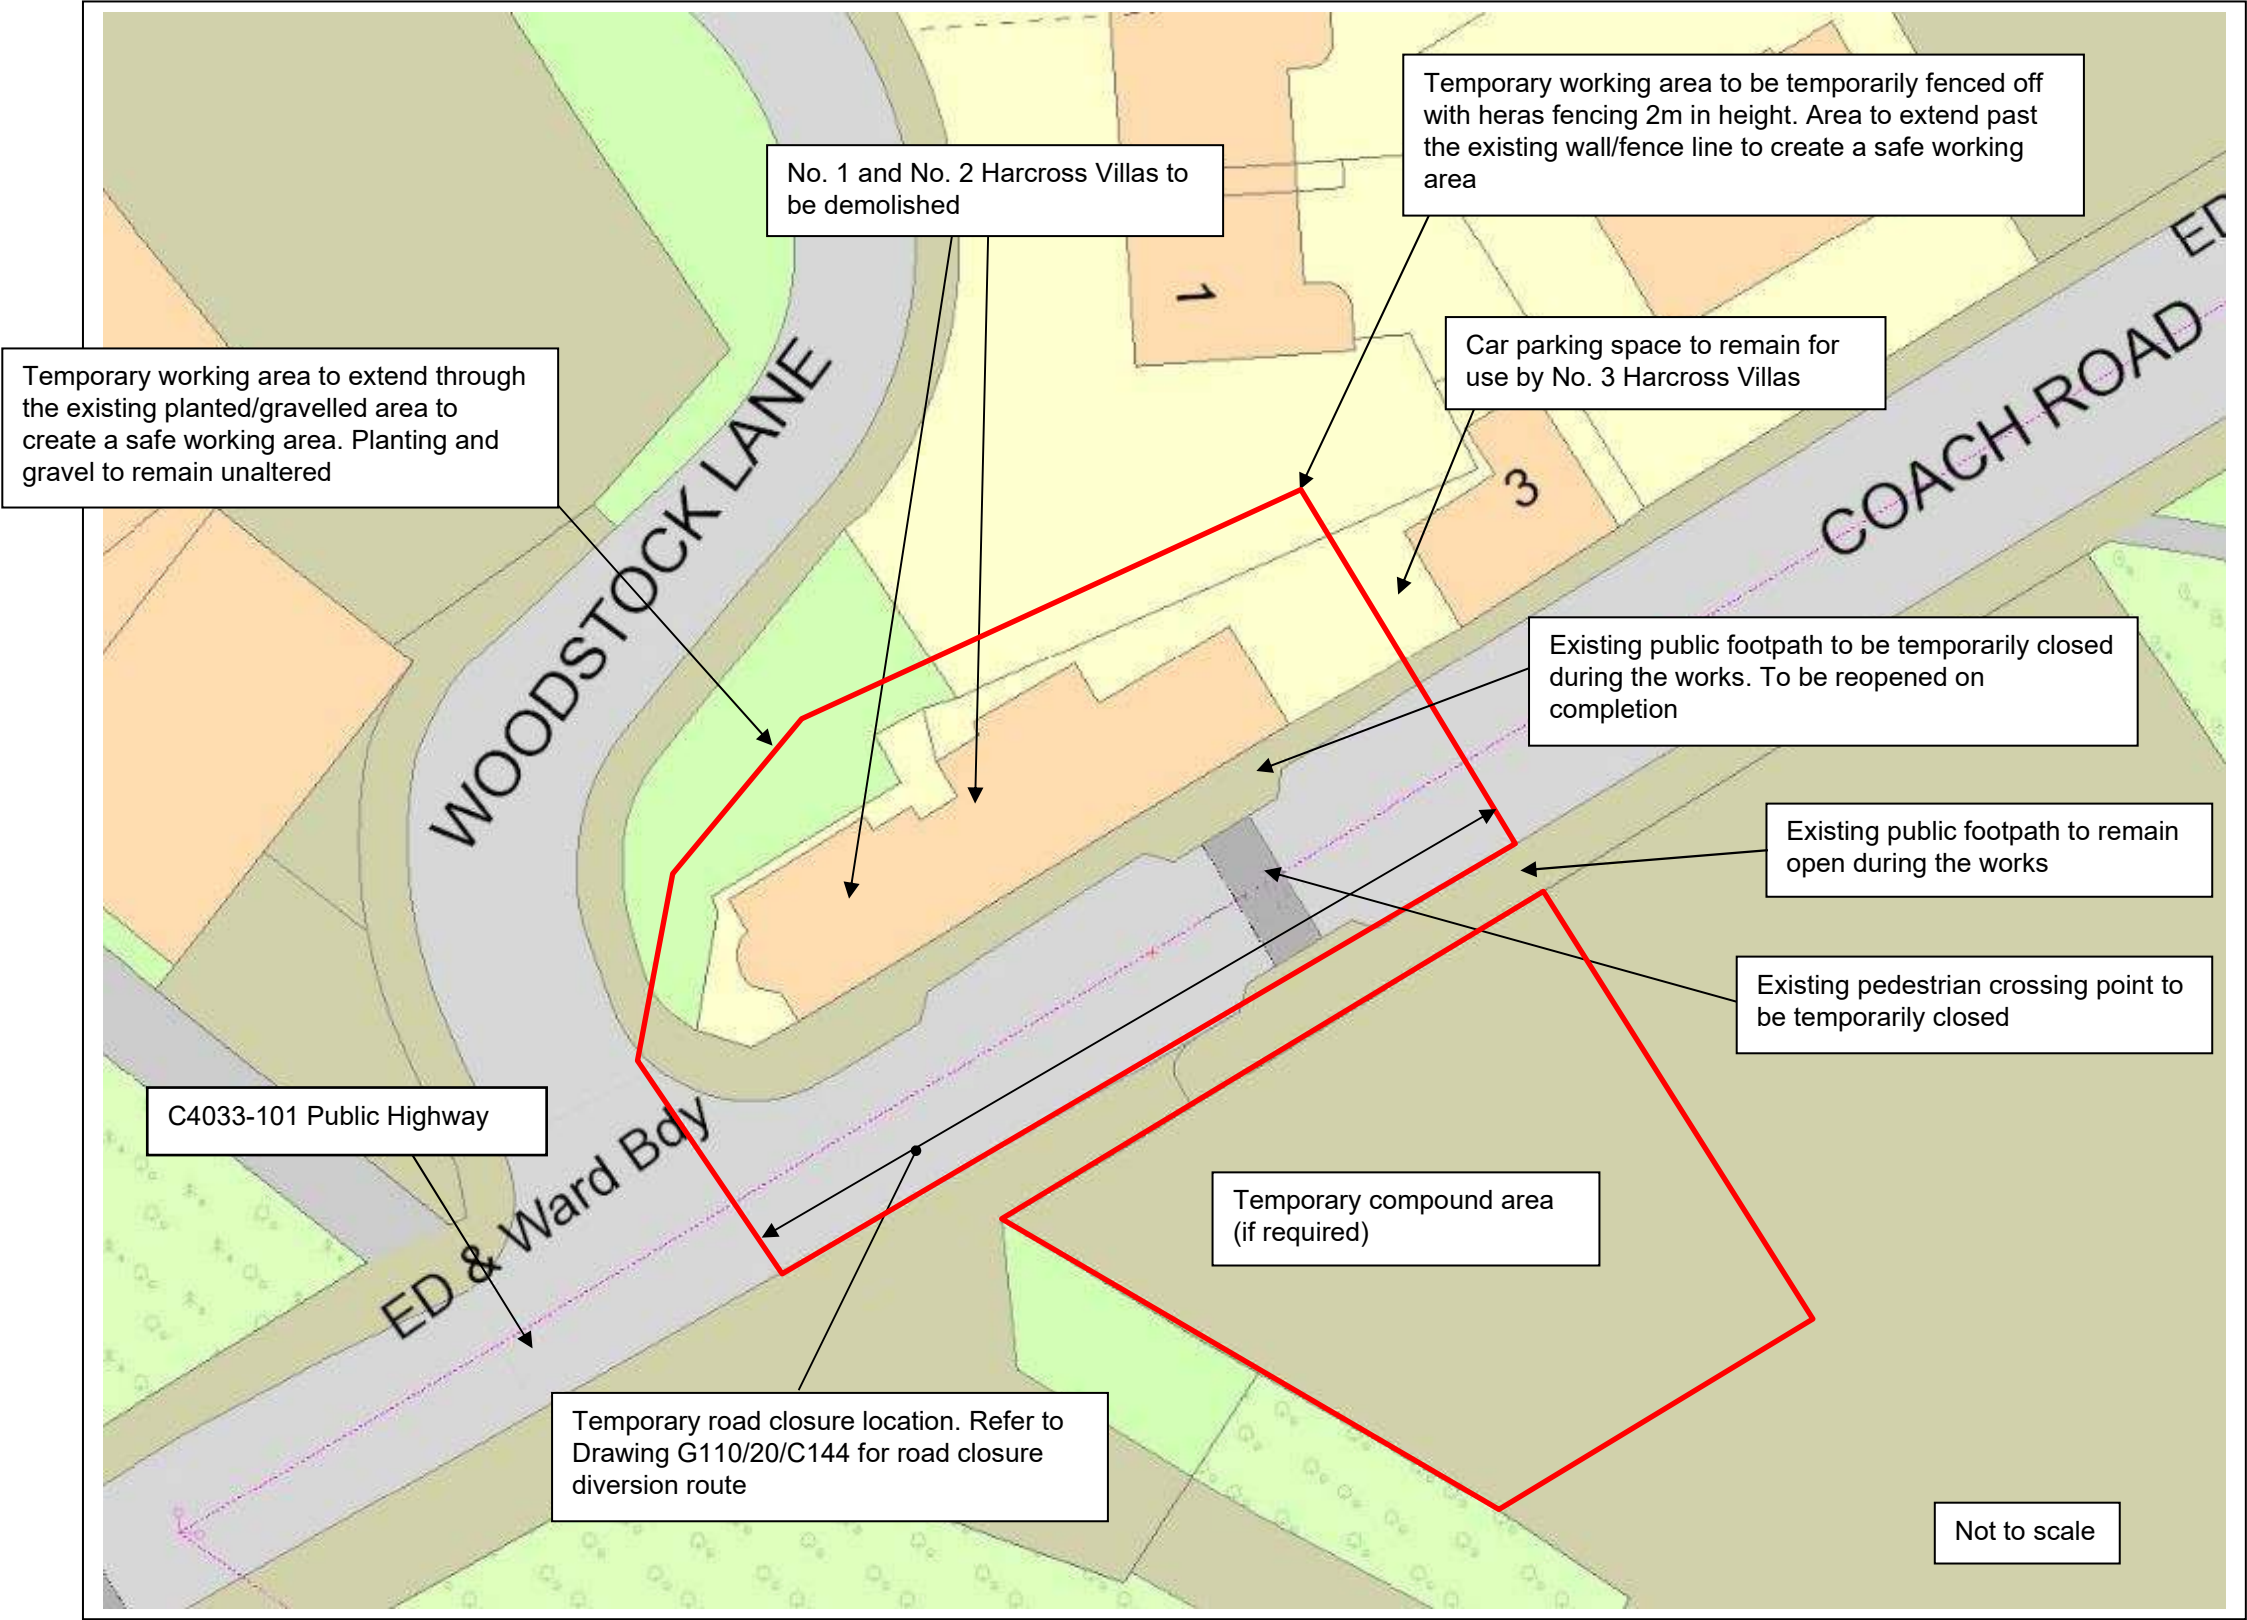 Temporary working area to be temporarily fenced off
with heras fencing 2m in height. Area to extend past
the existing wall/fence line to create a safe working
area
No. 1 and No. 2 Harcross Villas to
be demolished
ED
1
COACH ROAD
Car parking space to remain for
use by No. 3 Harcross Villas
Temporary working area to extend through
the existing planted/gravelled area to
create a safe working area. Planting and
gravel to remain unaltered
WOODSTOCK LANE
3
Existing public footpath to be temporarily closed
during the works. To be reopened on
completion
Existing public footpath to remain
open during the works
Existing pedestrian crossing point to
be temporarily closed
C4033-101 Public Highway
ED & Ward Bdy
Temporary compound area
(if required)
Temporary road closure location. Refer to
Drawing G110/20/C144 for road closure
diversion route
Not to scale